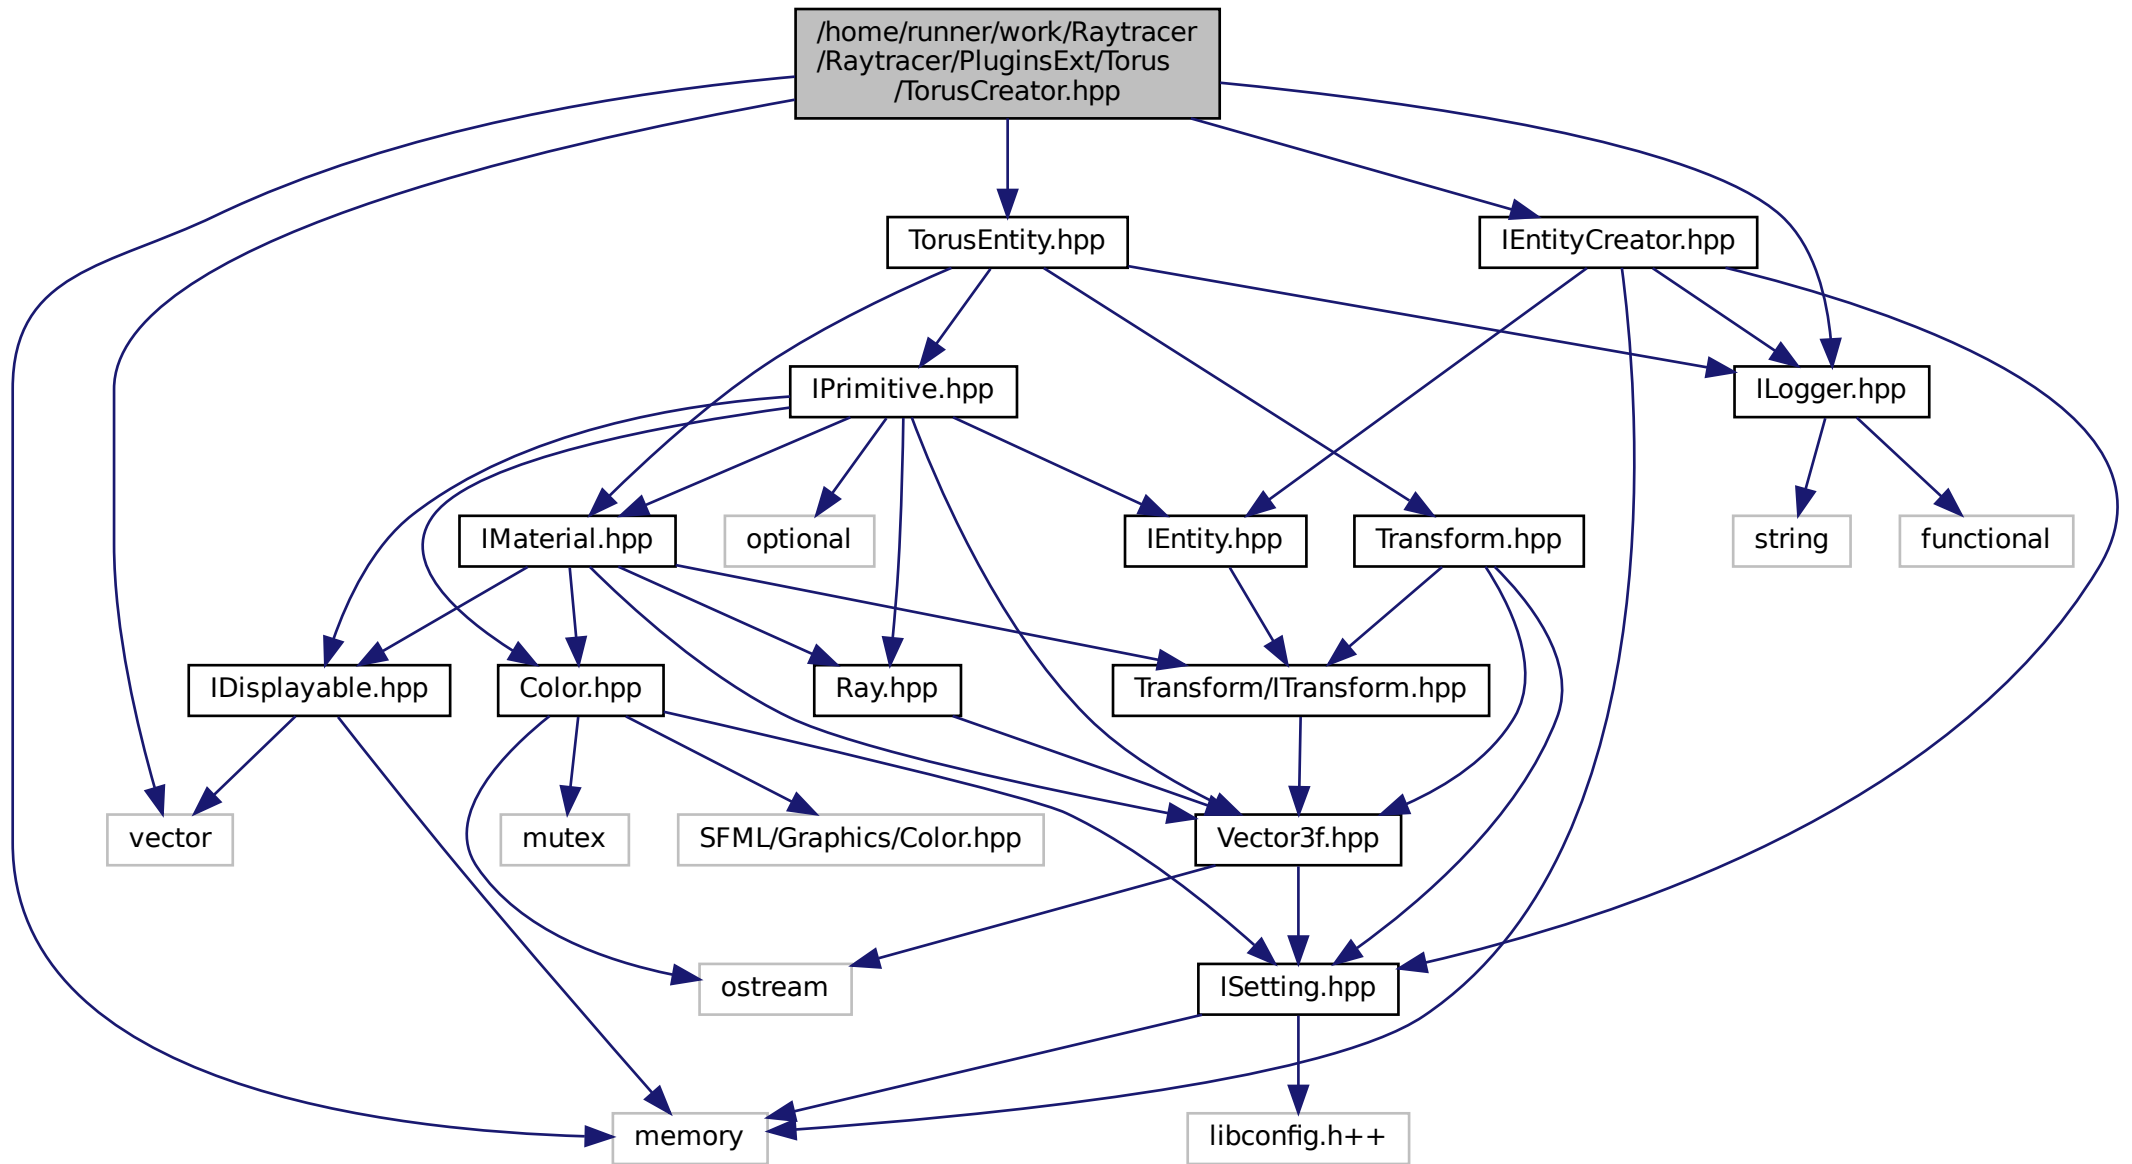 /home/runner/work/Raytracer
/Raytracer/PluginsExt/Torus
/TorusCreator.hpp
TorusEntity.hpp
IEntityCreator.hpp
IPrimitive.hpp
ILogger.hpp
IMaterial.hpp
optional
IEntity.hpp
Transform.hpp
string
functional
IDisplayable.hpp
Color.hpp
Ray.hpp
Transform/ITransform.hpp
vector
mutex
SFML/Graphics/Color.hpp
Vector3f.hpp
ostream
ISetting.hpp
memory
libconfig.h++